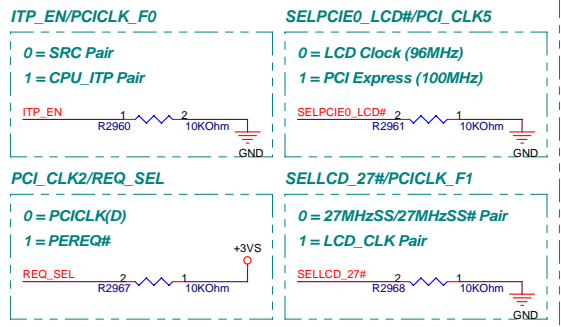 ITP_EN/PCICLK_F0
0 = SRC Pair
1 = CPU_ITP Pair
ITP_EN
1
2
R2960
10KOhm
GND
SELPCIE0_LCD#/PCI_CLK5
0 = LCD Clock (96MHz)
1 = PCI Express (100MHz)
SELPCIE0_LCD#
2
1
R2961
10KOhm
GND
PCI_CLK2/REQ_SEL
0 = PCICLK(D)
1 = PEREQ#
+3VS
REQ_SEL
2
1
R2967
10KOhm
SELLCD_27#/PCICLK_F1
0 = 27MHzSS/27MHzSS# Pair
1 = LCD_CLK Pair
SELLCD_27#
2
1
R2968
10KOhm
GND